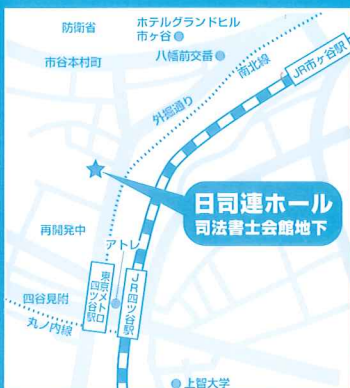 防衛省
ホテルグランドヒル
市ヶ谷
市谷本村町
八幡前交番
南北線
JR市ヶ谷駅
外堀通り
日司連ホール
司法書士会館地下
再開発中
アトレ
東京メトロ
四ツ谷駅
JR四ツ谷駅
四谷見附
丸ノ内線
上智大学